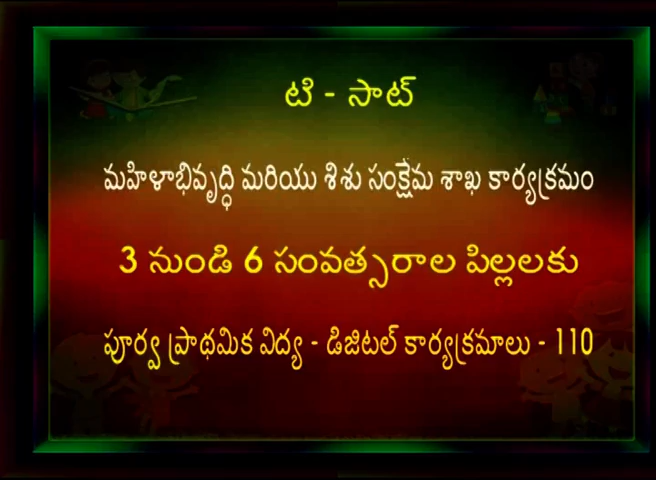 టి - సాట్
మహిళాభివృద్ధి మరియు శిశు సంక్షేమ శాఖ కార్యక్రమం
3 నుండి 6 సంవత్సరాల పిల్లలకు
పూర్వ ప్రాథమిక విద్య - డిజిటల్ కార్యక్రమాలు - 110